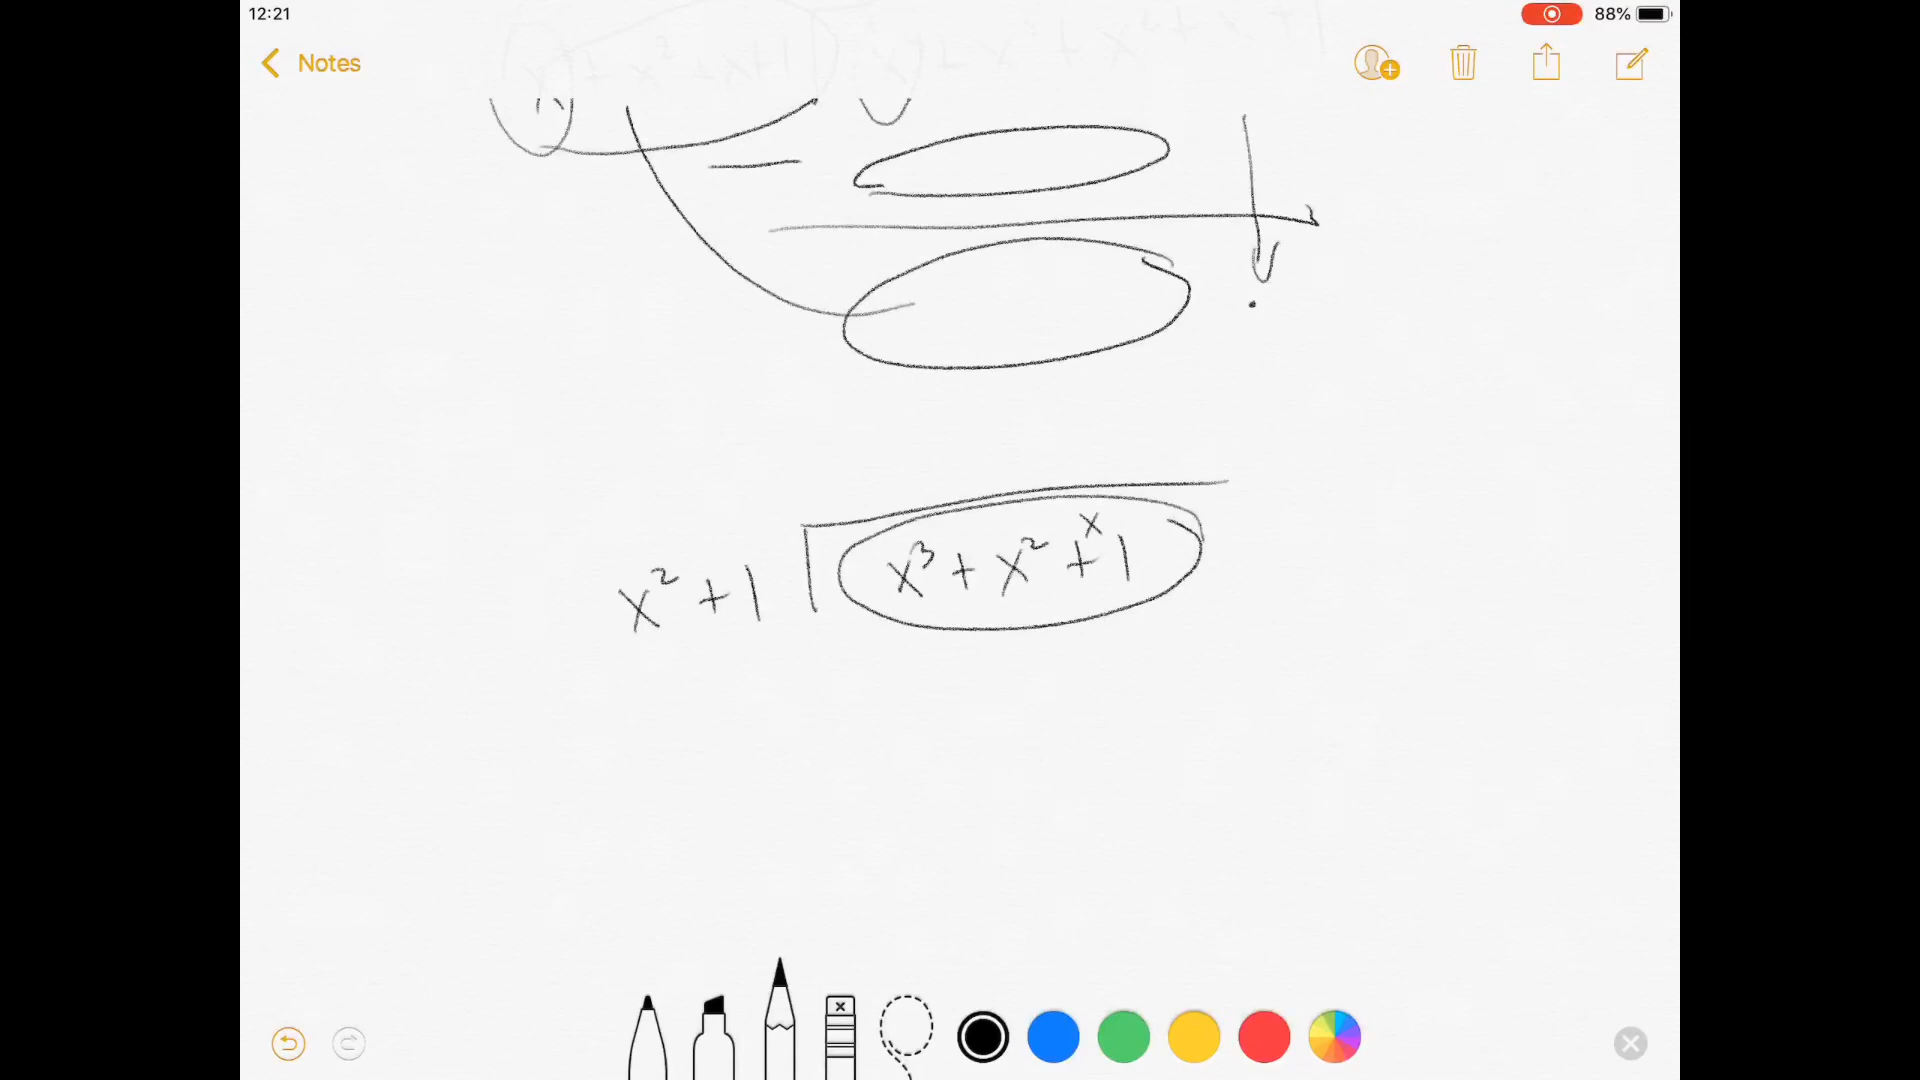 12:21
88%
Notes
x² + 1 x³ + x² + x 1